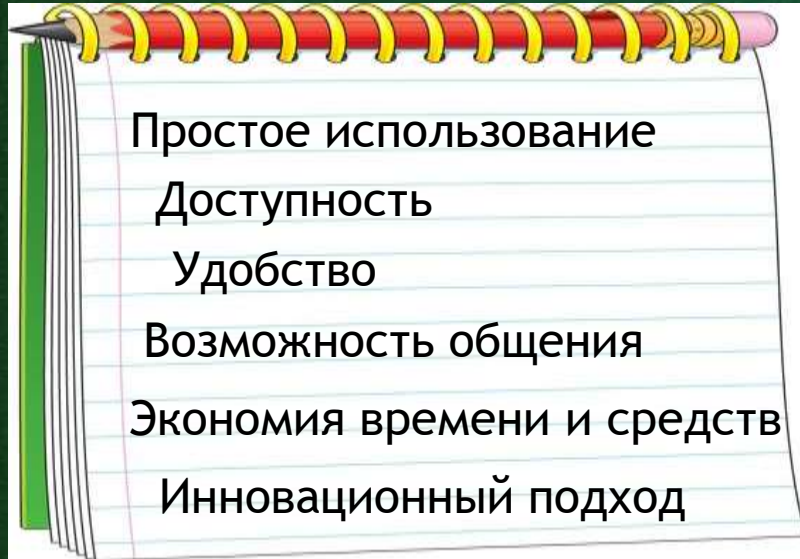 Простое использование
Доступность
Удобство
Возможность общения
Экономия времени и средств
Инновационный подход